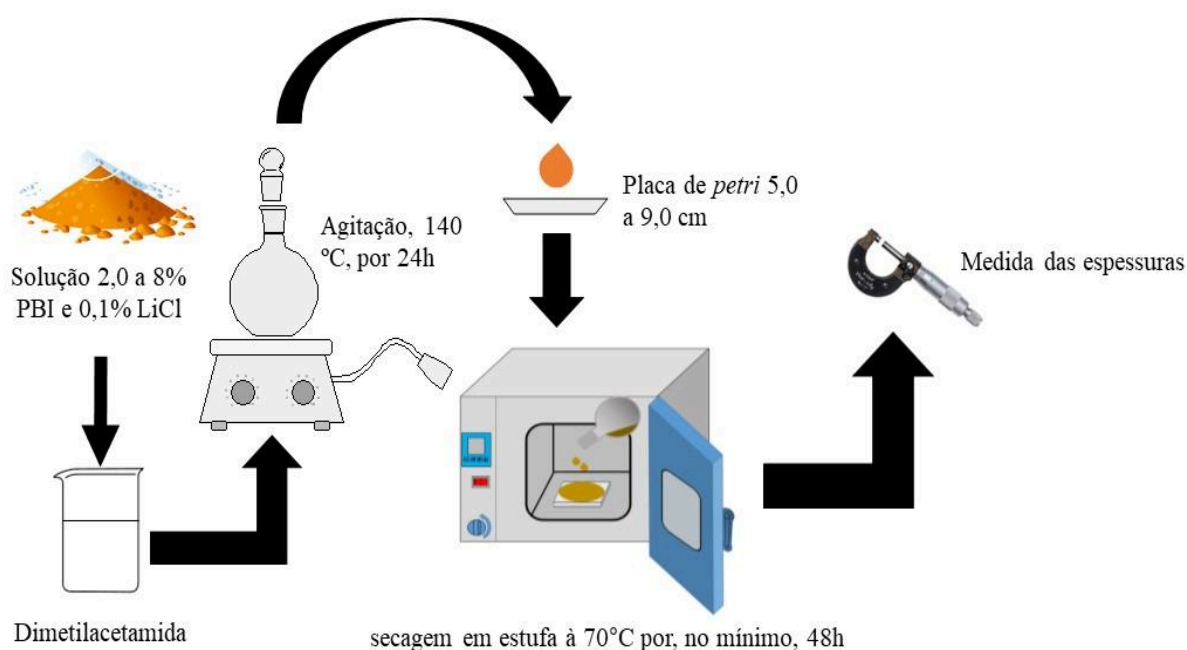 Solução 2,0 a 8%
PBI e 0,1% LiCl
Dimetilacetamida
Agitação, 140
ºC, por 24h
Placa de petri 5,0
a 9,0 cm
secagem em estufa à 70°C por, no mínimo, 48h
Medida das espessuras